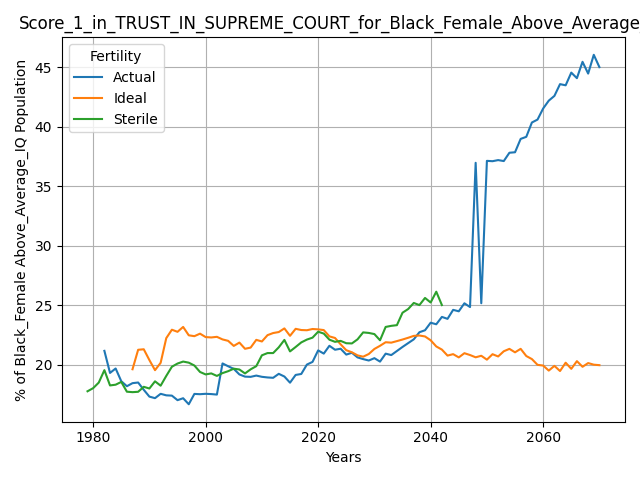 Score_1_in_TRUST_IN_SUPREME_COURT_for_Black_Female_Above_Average
Fertility
Actual
Ideal
Sterile
% of Black_Female Above_Average_IQ Population
45
40
35
30
25
20
1980
2000
2020
2040
2060
Years